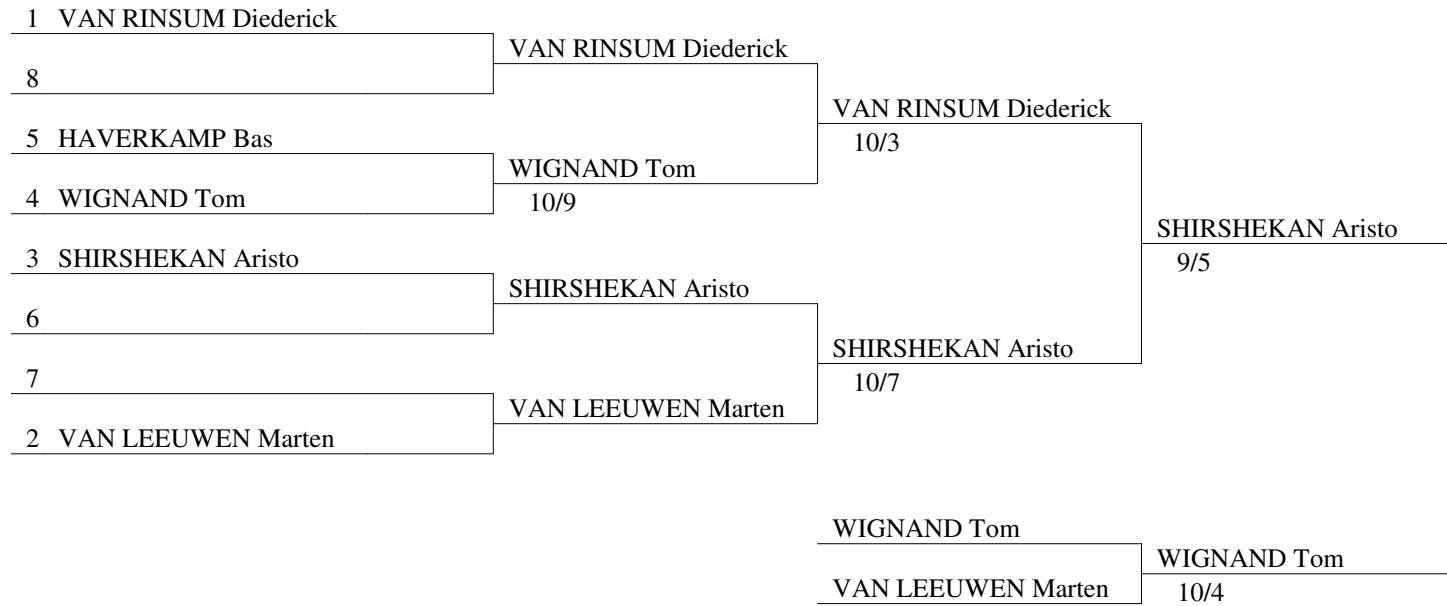 1 VAN RINSUM Diederick
VAN RINSUM Diederick
8
VAN RINSUM Diederick
10/3
5 HAVERKAMP Bas
WIGNAND Tom
10/9
4 WIGNAND Tom
SHIRSHEKAN Aristo
9/5
3 SHIRSHEKAN Aristo
SHIRSHEKAN Aristo
6
SHIRSHEKAN Aristo
10/7
7
VAN LEEUWEN Marten
2 VAN LEEUWEN Marten
WIGNAND Tom
WIGNAND Tom
10/4
VAN LEEUWEN Marten